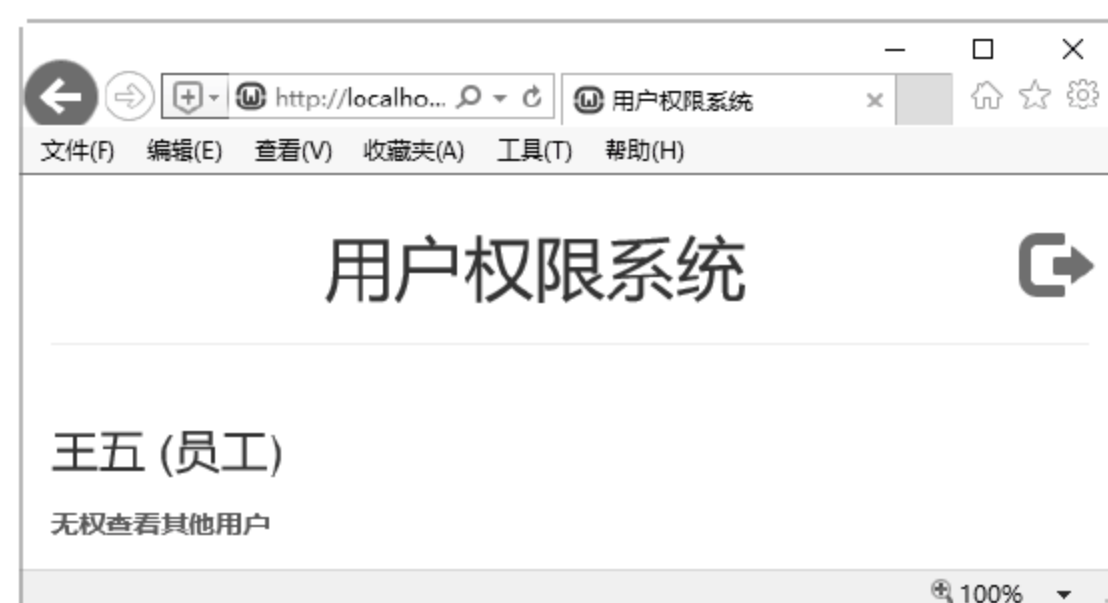 http://localho... 用户权限系统
文件(F) 编辑(E) 查看(V) 收藏夹(A) 工具(T) 帮助(H)
用户权限系统
王五 (员工)
无权查看其他用户
100%